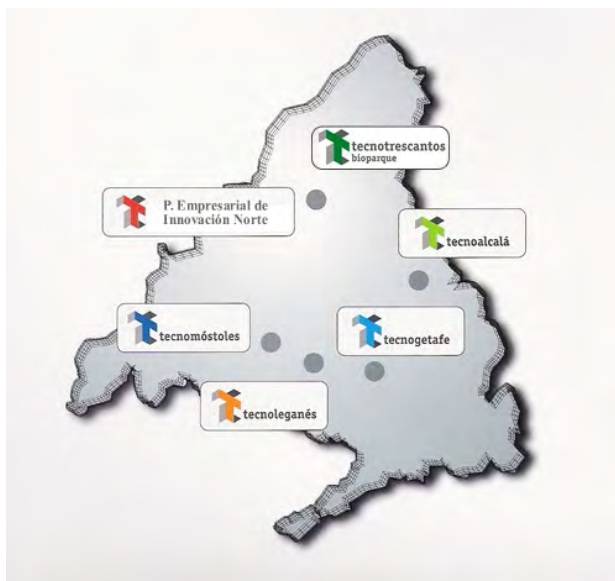 tecnotrescantos
bioparque
P. Empresarial de
Innovación Norte
tecnoalcalá
tecnomóstoles
tecnogetafe
tecnoleganés